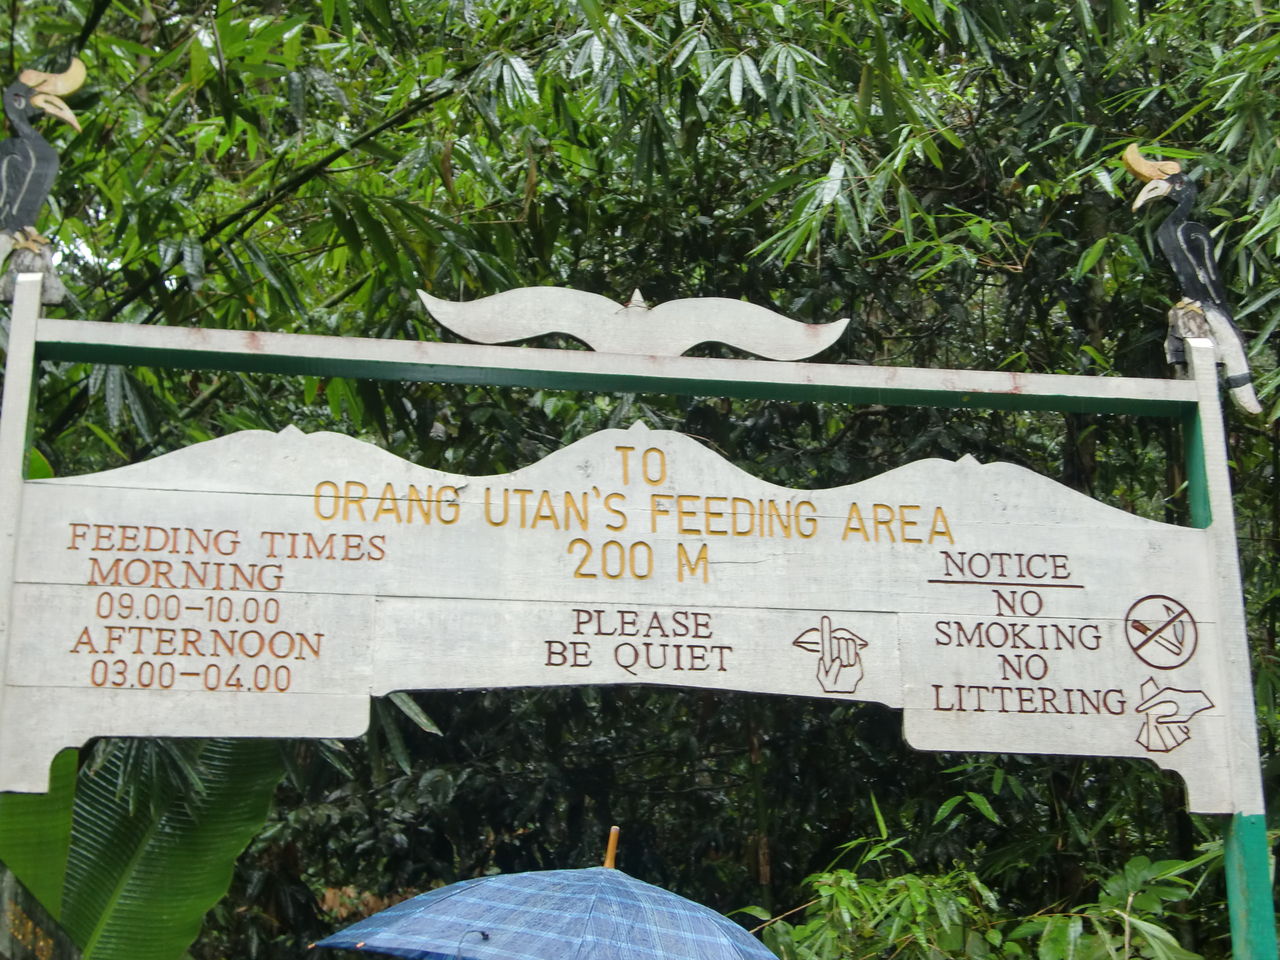 TO
ORANG UTAN'S FEEDING AREA
200 M
FEEDING TIMES
MORNING
09.00-10.00
AFTERNOON
03.00-04.00
PLEASE
BE QUIET
NOTICE
NO
SMOKING
NO
LITTERING